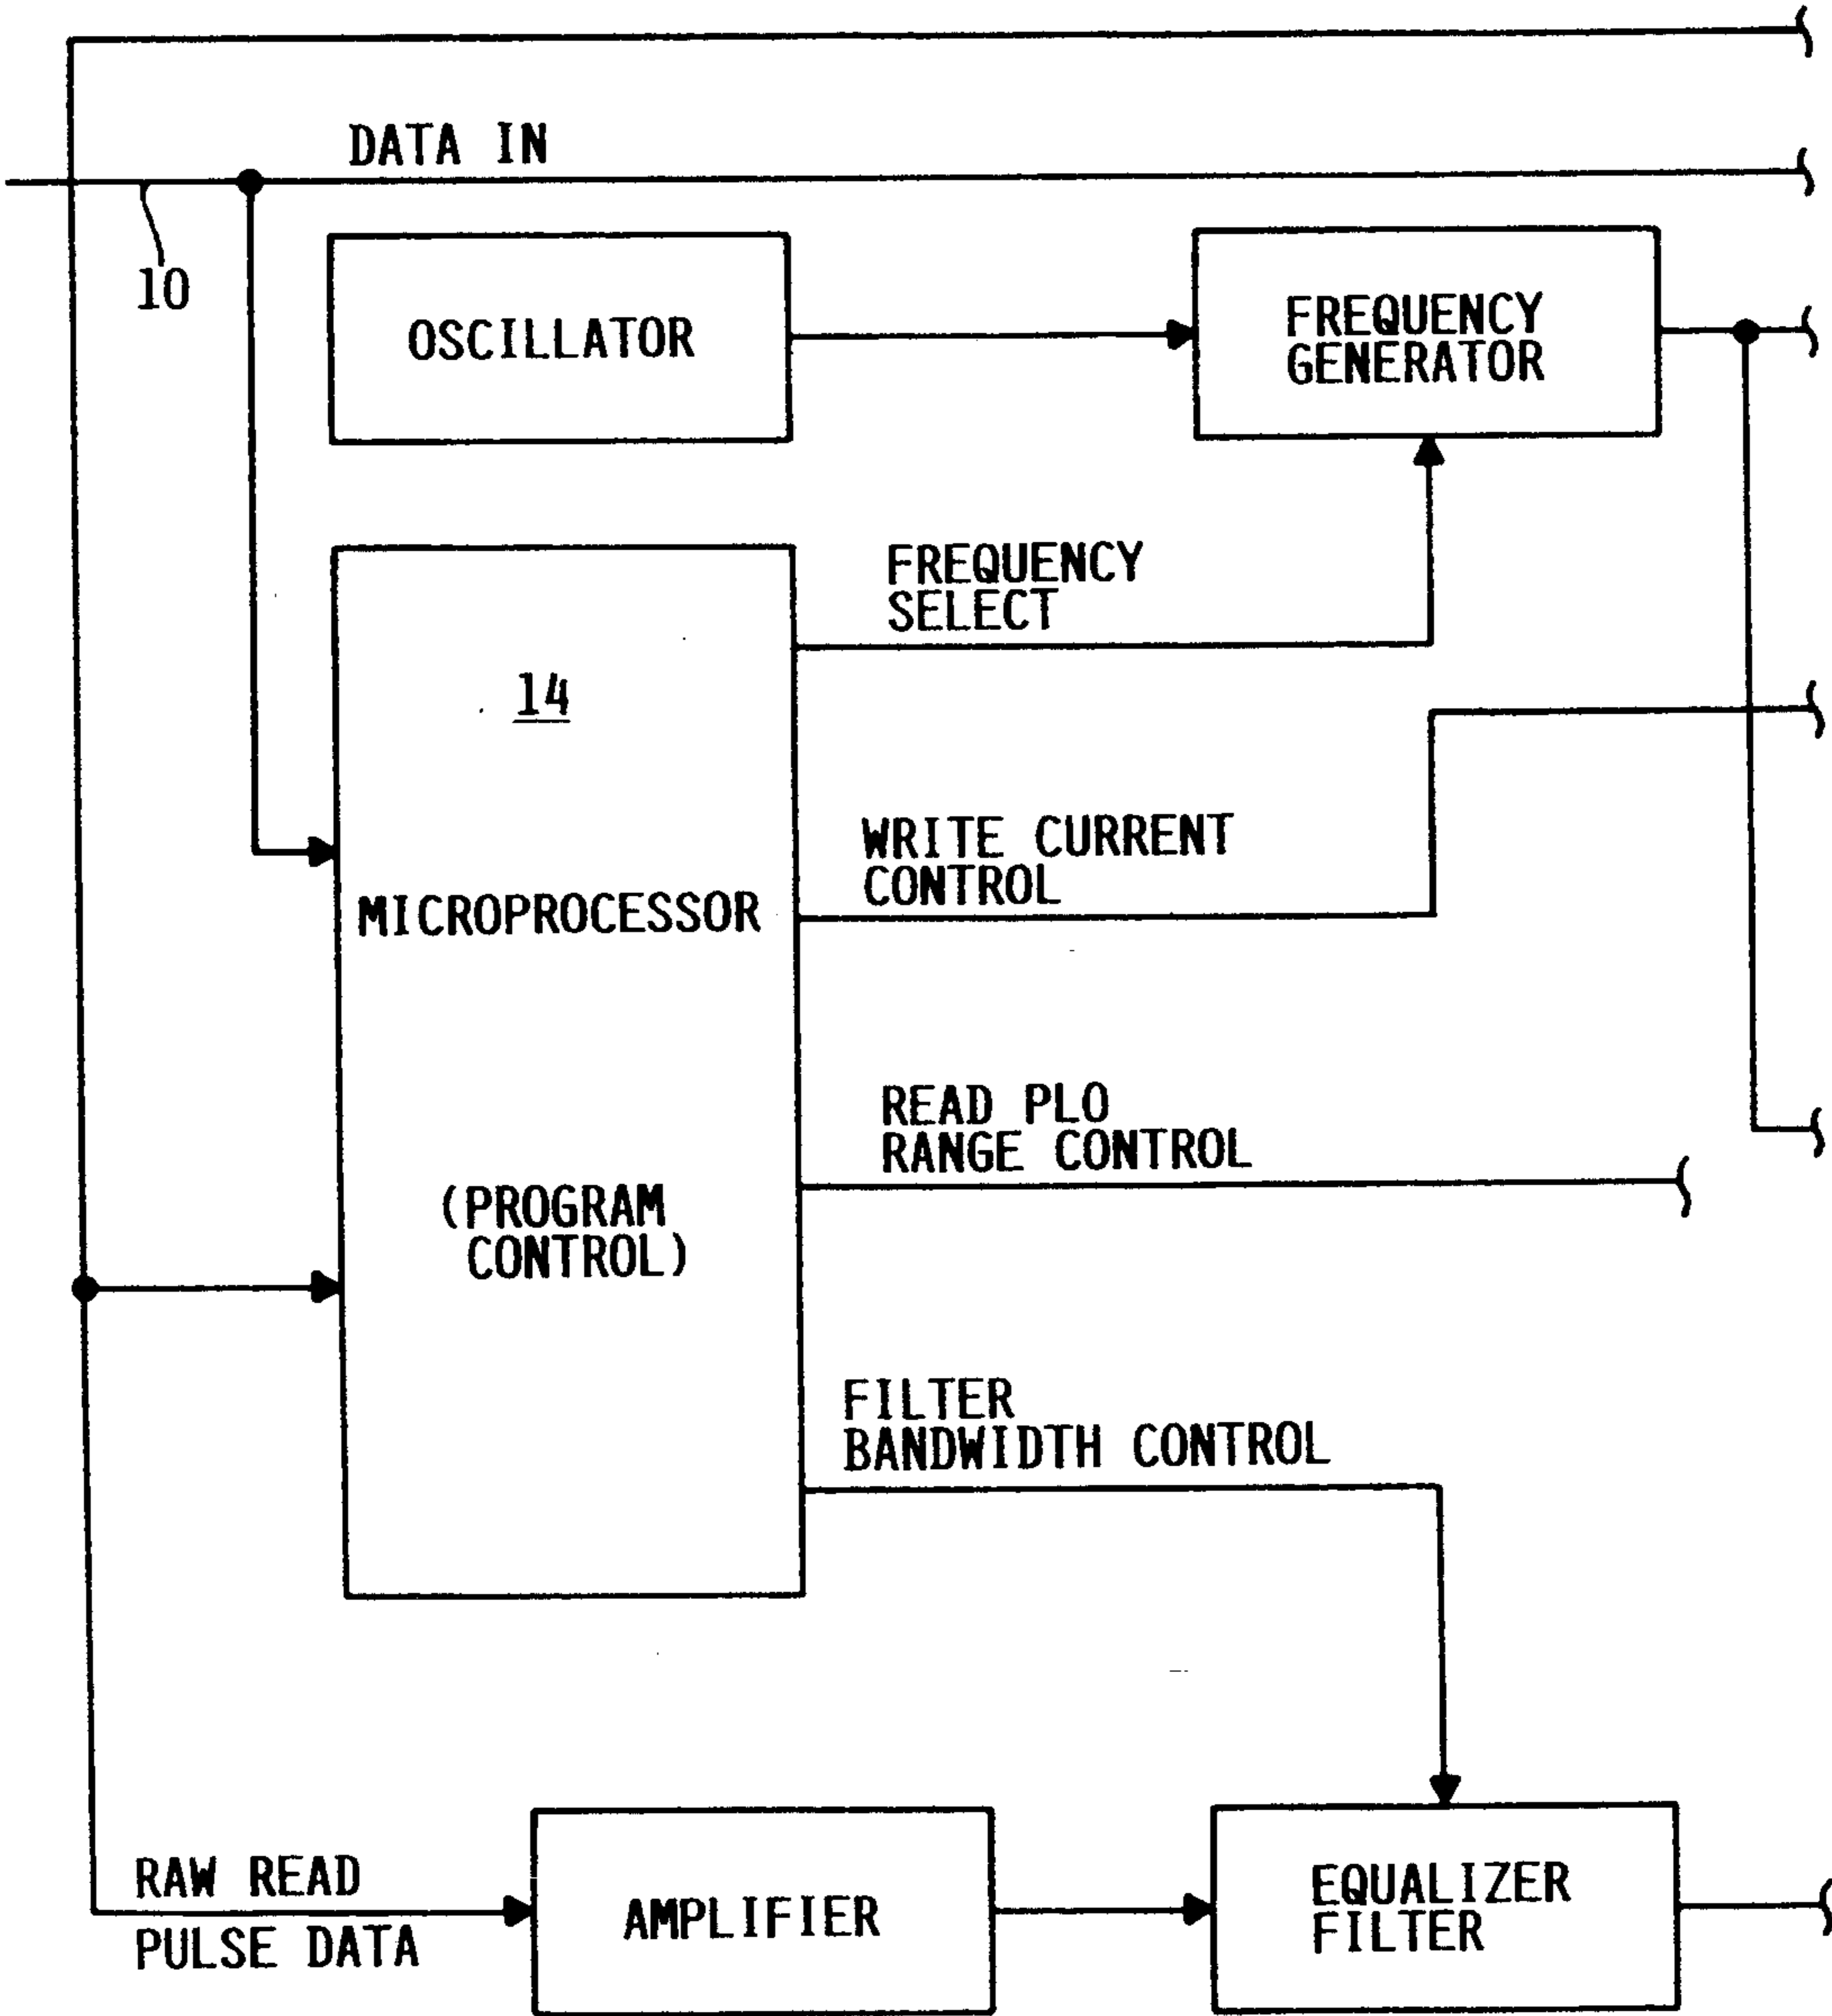 DATA IN
10
OSCILLATOR
FREQUENCY
GENERATOR
FREQUENCY
SELECT
14
WRITE CURRENT
CONTROL
MICROPROCESSOR
READ PLO
RANGE CONTROL
(PROGRAM
CONTROL)
FILTER
BANDWIDTH CONTROL
RAW READ
PULSE DATA
AMPLIFIER
EQUALIZER
FILTER